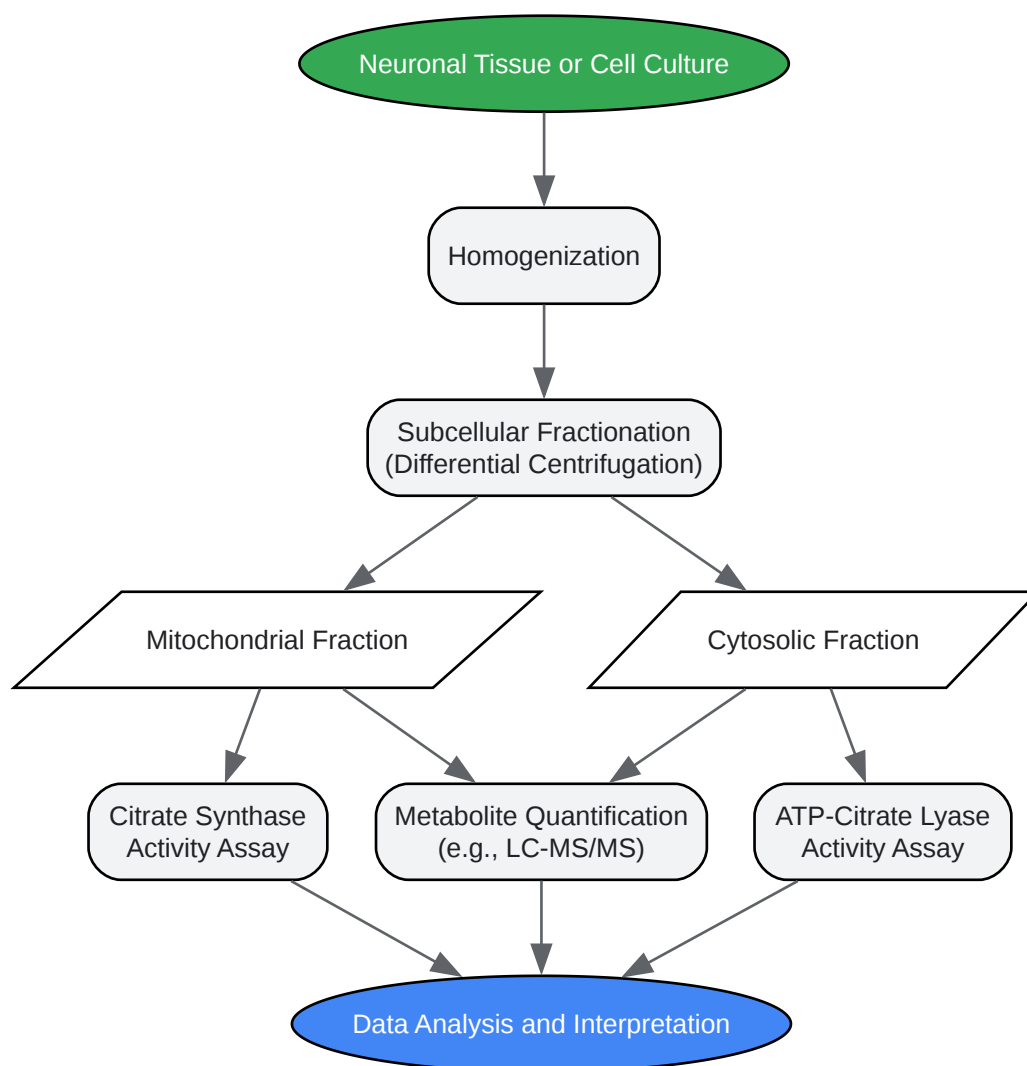 Neuronal Tissue or Cell Culture
Homogenization
Subcellular Fractionation
(Differential Centrifugation)
Mitochondrial Fraction
Cytosolic Fraction
Citrate Synthase
Activity Assay
Metabolite Quantification
(e.g., LC-MS/MS)
ATP-Citrate Lyase
Activity Assay
Data Analysis and Interpretation